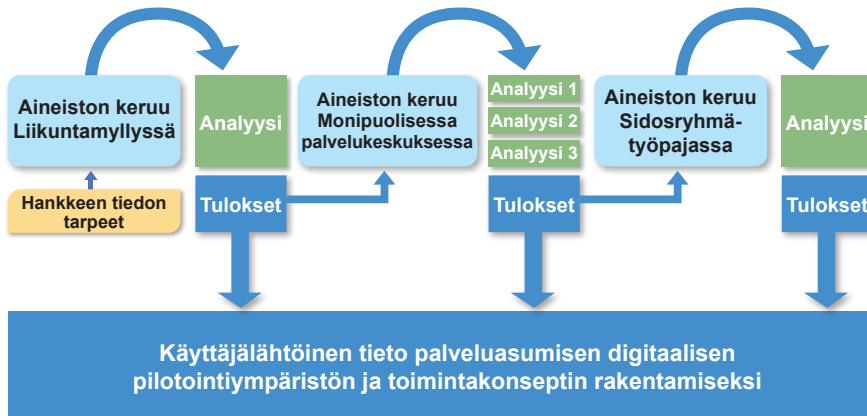 Aineiston keruu
Liikuntamyllyssä
Hankkeen tiedon
tarpeet
Analyysi
Tulokset
Aineiston keruu
Monipuolisessa
palvelukeskuksessa
Analyysi 1
Analyysi 2
Analyysi 3
Tulokset
Aineiston keruu
Sidosryhmä-
työpajassa
Analyysi
Tulokset
Käyttäjälähtöinen tieto palveluasumisen digitaalisen
pilotointiympäristön ja toimintakonseptin rakentamiseksi